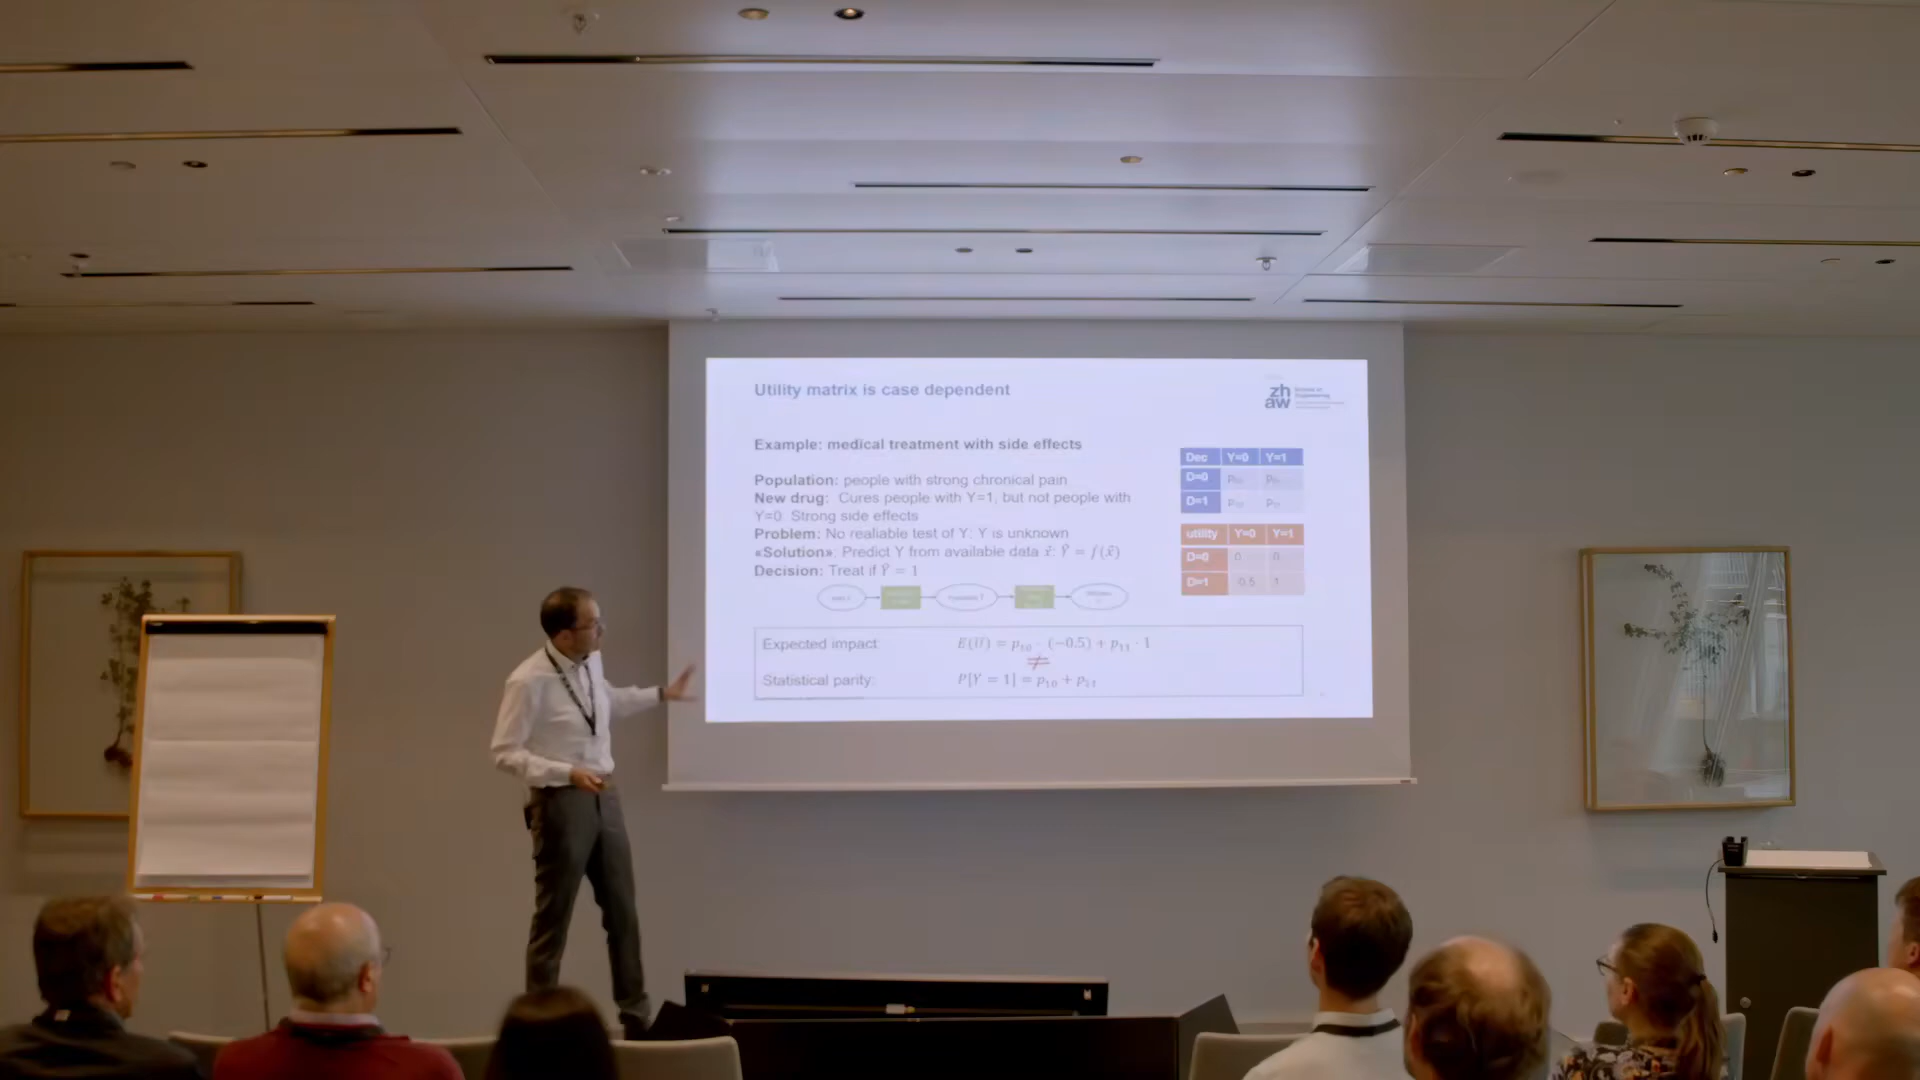 Utility matrix is case dependent
zh
aw
School of
Engineering
Example: medical treatment with side effects
Population: people with strong chronical pain
New drug: Cures people with Y=1, but not people with
Y=0. Strong side effects
Problem: No realiable test of Y: Y is unknown
«Solution»: Predict Y from available data x⃗: Ŷ = f(x⃗)
Decision: Treat if Ŷ = 1
Dec Y=0 Y=1
D=0
D=1
utility Y=0 Y=1
D=0 0 0
D=1 -0.5 1
Expected impact: E(U) = p₁₀ · (−0.5) + p₁₁ · 1
≠
Statistical parity: P[Y = 1] = p₁₀ + p₁₁